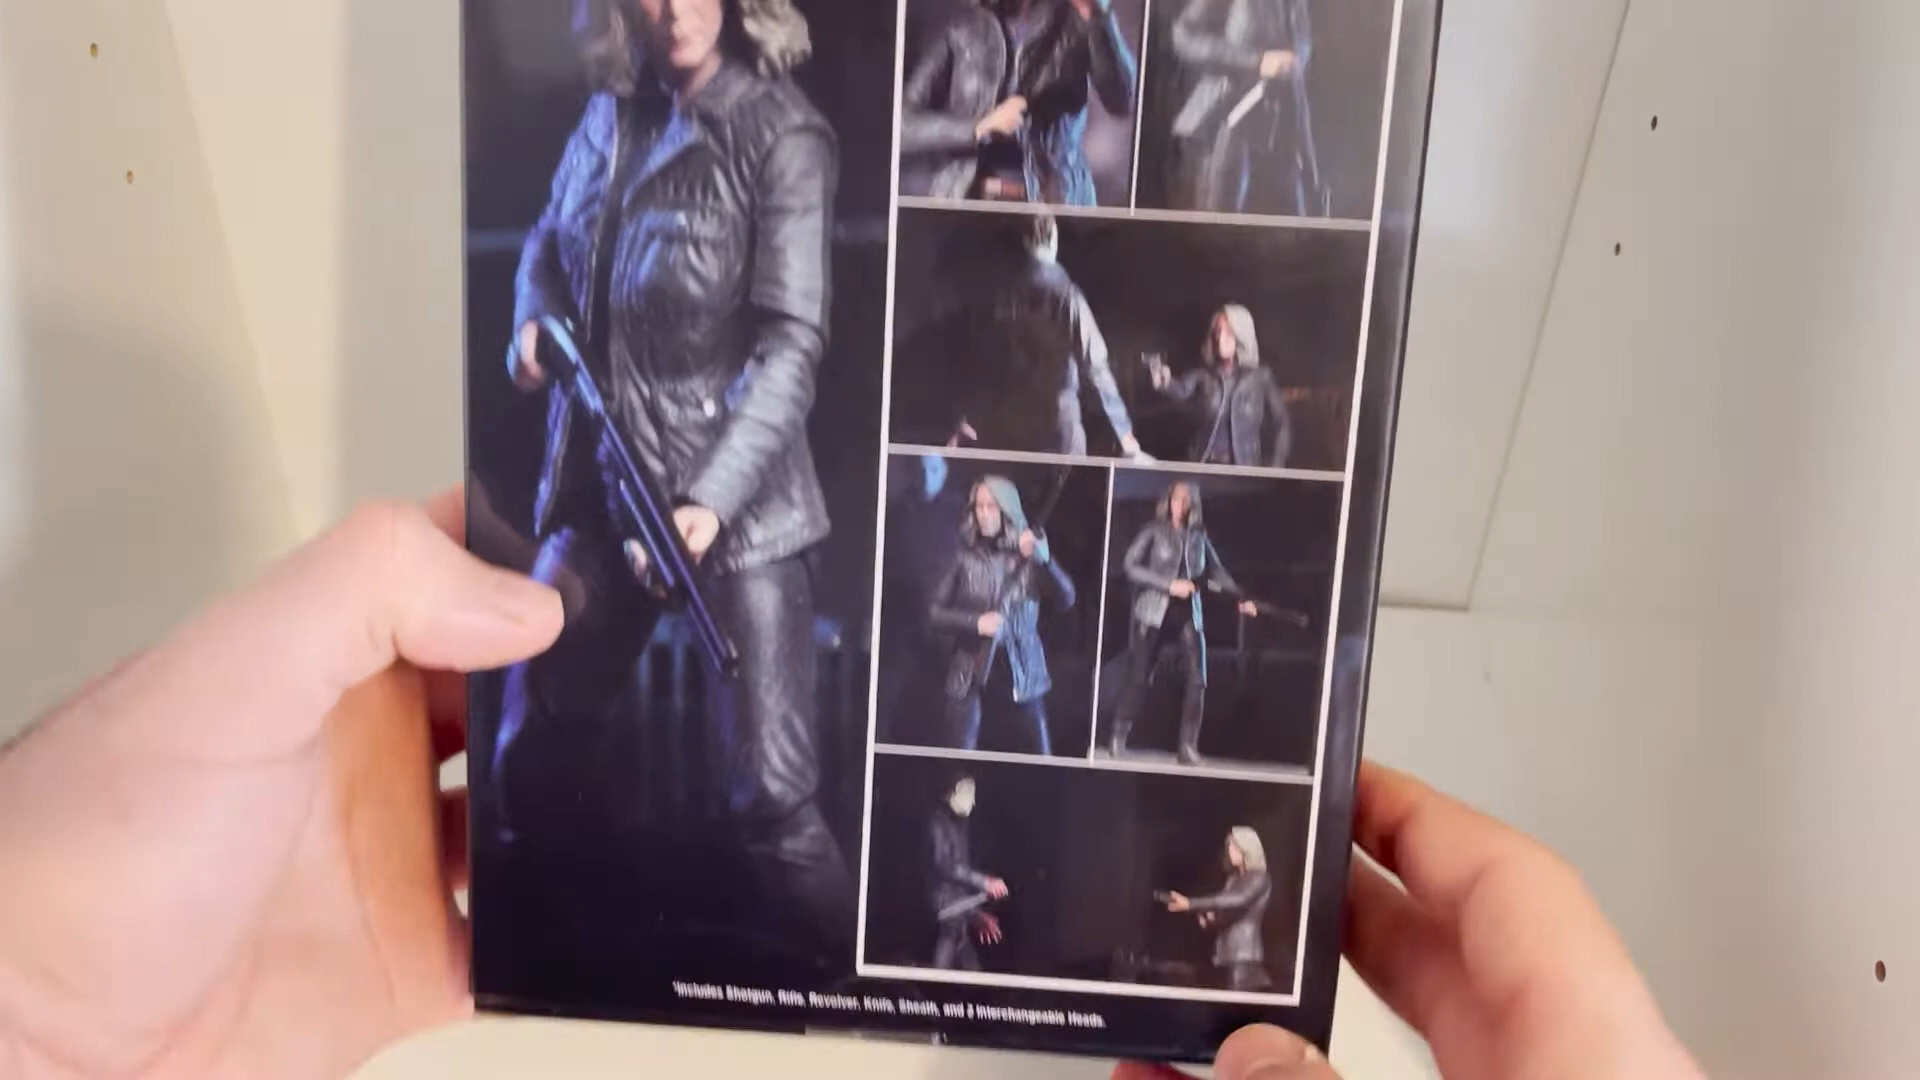 *Includes Shotgun, Rifle, Revolver, Knife, Sheath, and 2 Interchangeable Heads.